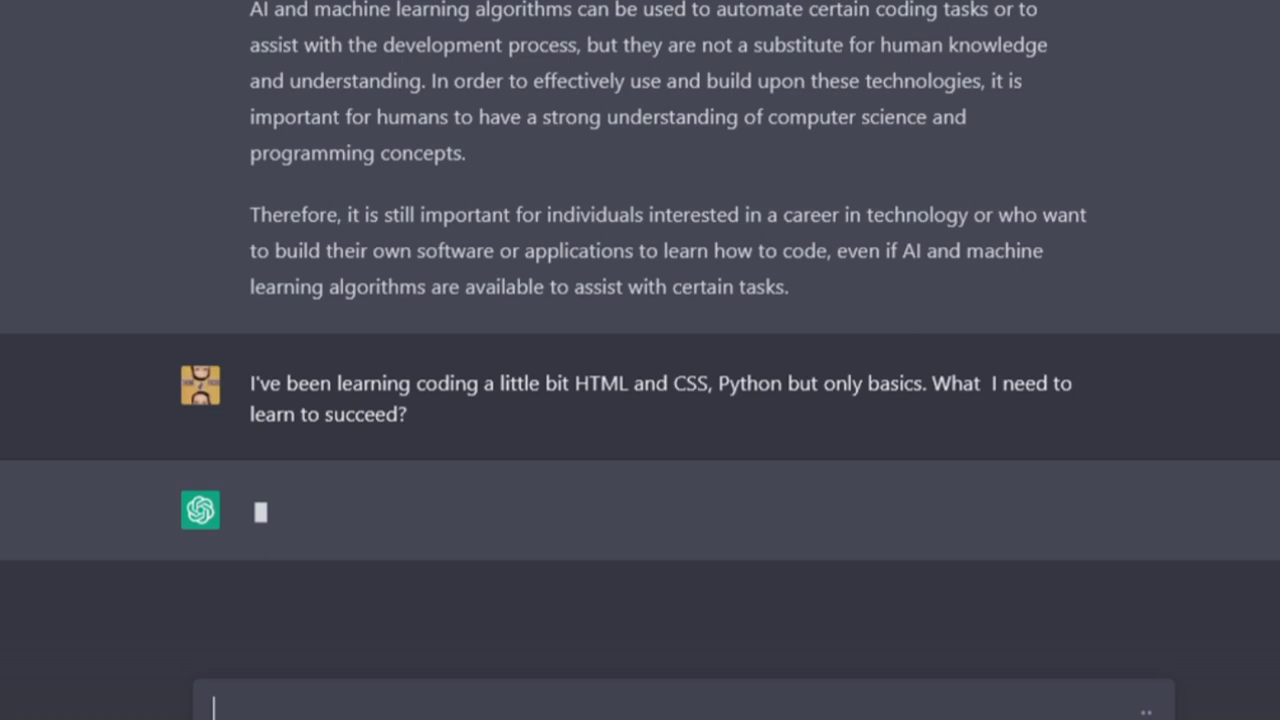 AI and machine learning algorithms can be used to automate certain coding tasks or to
assist with the development process, but they are not a substitute for human knowledge
and understanding. In order to effectively use and build upon these technologies, it is
important for humans to have a strong understanding of computer science and
programming concepts.
Therefore, it is still important for individuals interested in a career in technology or who want
to build their own software or applications to learn how to code, even if AI and machine
learning algorithms are available to assist with certain tasks.
I've been learning coding a little bit HTML and CSS, Python but only basics. What  I need to
learn to succeed?